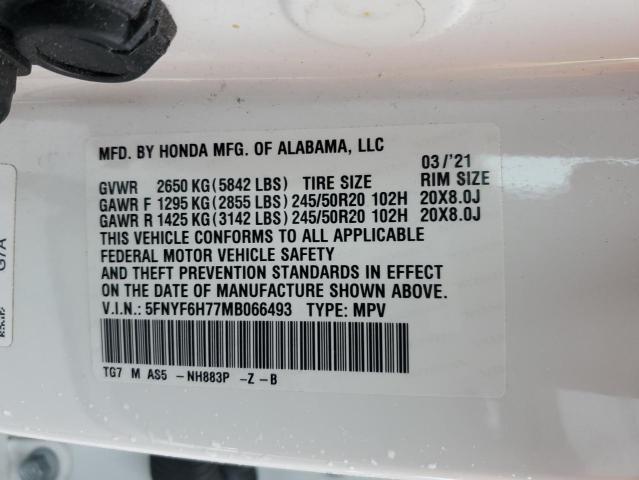 MFD. BY HONDA MFG. OF ALABAMA, LLC 03/'21
GVWR 2650 KG(5842 LBS) TIRE SIZE RIM SIZE
GAWR F 1295 KG(2855 LBS)245/50R20 102H 20X8.0J
GAWR R 1425 KG(3142 LBS)245/50R20 102H 20X8.0J
THIS VEHICLE CONFORMS TO ALL APPLICABLE
FEDERAL MOTOR VEHICLE SAFETY
AND THEFT PREVENTION STANDARDS IN EFFECT
ON THE DATE OF MANUFACTURE SHOWN ABOVE.
V.I.N.: 5FNYF6H77MB066493 TYPE: MPV
TG7 M AS5 -NH883P -Z -B
G/A